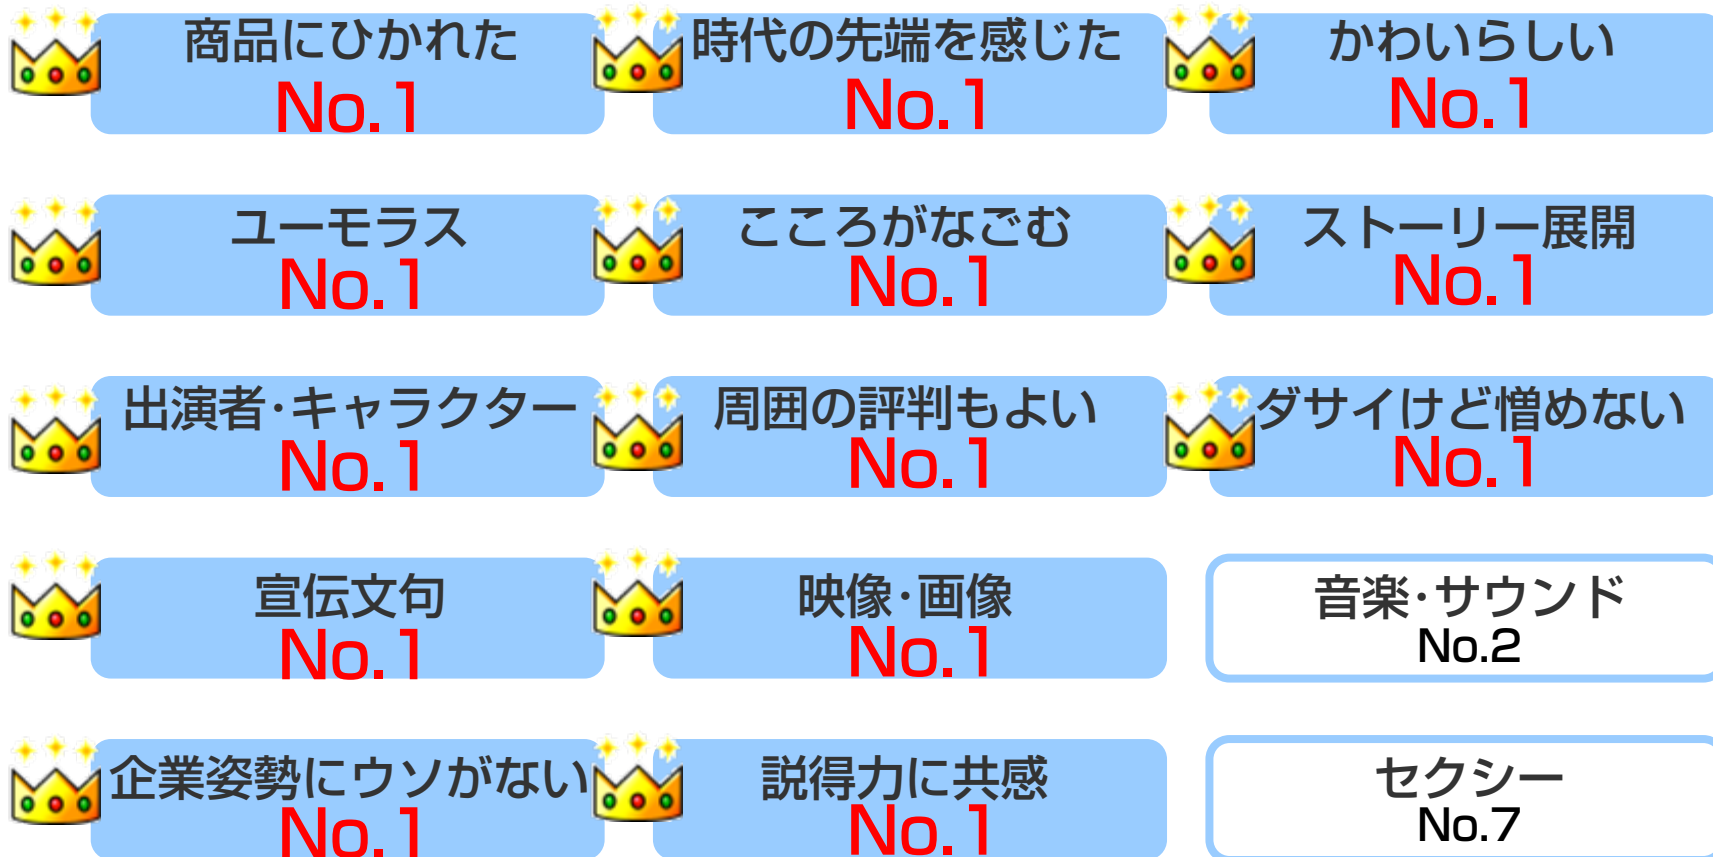 商品にひかれた
No.1
時代の先端を感じた
No.1
かわいらしい
No.1
ユーモラス
No.1
こころがなごむ
No.1
ストーリー展開
No.1
出演者・キャラクター
No.1
周囲の評判もよい
No.1
ダサイけど憎めない
No.1
宣伝文句
No.1
映像・画像
No.1
音楽・サウンド
No.2
企業姿勢にウソがない
No.1
説得力に共感
No.1
セクシー
No.7